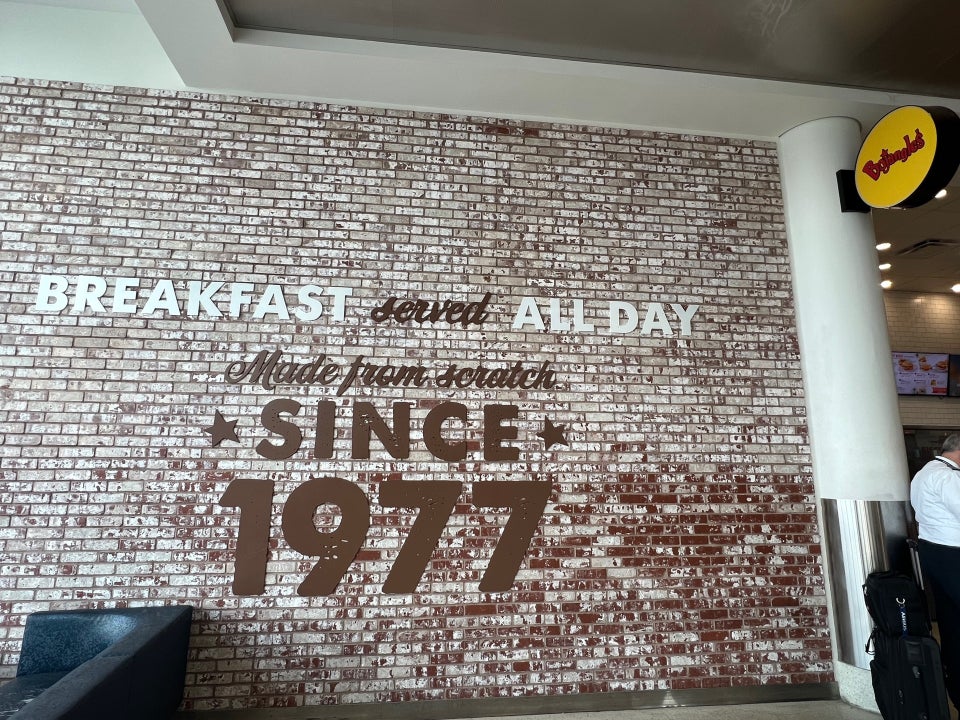 Bojangles'
BREAKFAST served ALL DAY
Made from scratch
SINCE
1977